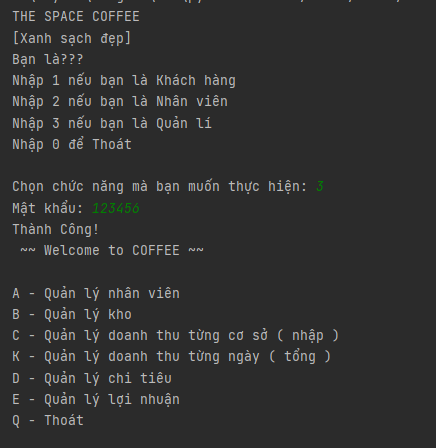 THE SPACE COFFEE
[Xanh sạch đẹp]
Bạn là???
Nhập 1 nếu bạn là Khách hàng
Nhập 2 nếu bạn là Nhân viên
Nhập 3 nếu bạn là Quản lí
Nhập 0 để Thoát
Chọn chức năng mà bạn muốn thực hiện: 3
Mật khẩu: 123456
Thành Công!
~~ Welcome to COFFEE ~~
A - Quản lý nhân viên
B - Quản lý kho
C - Quản lý doanh thu từng cơ sở ( nhập )
K - Quản lý doanh thu từng ngày ( tổng )
D - Quản lý chi tiêu
E - Quản lý lợi nhuận
Q - Thoát